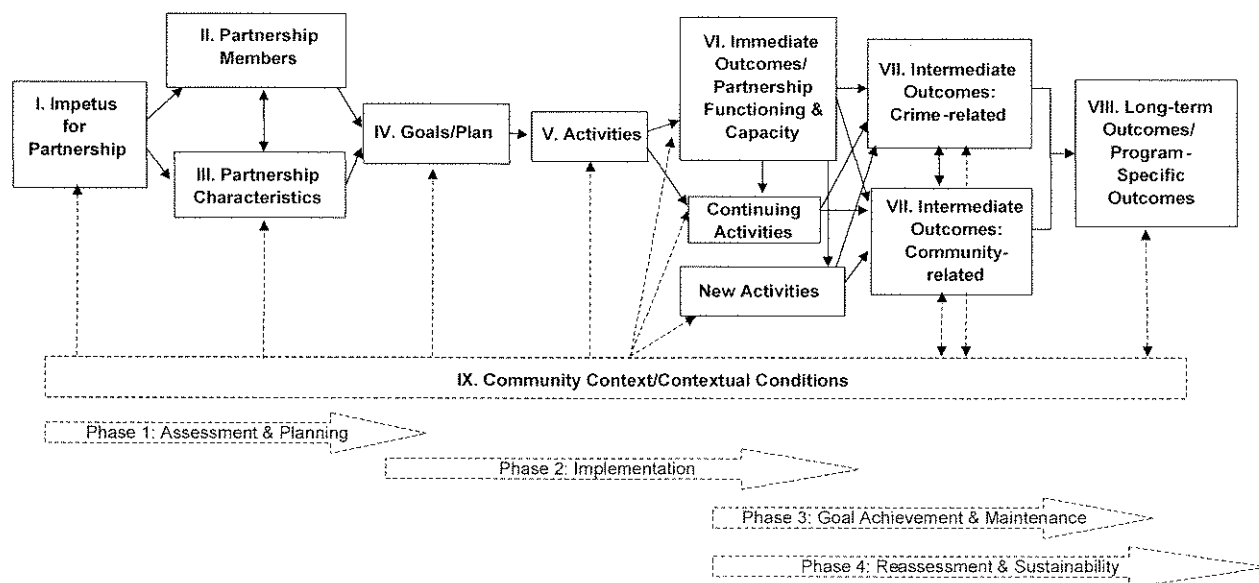 I. Impetus
for
Partnership
II. Partnership
Members
III. Partnership
Characteristics
IV. Goals/Plan
V. Activities
VI. Immediate
Outcomes/
Partnership
Functioning &
Capacity
Continuing
Activities
New Activities
VII. Intermediate
Outcomes:
Crime-related
VII. Intermediate
Outcomes:
Community-
related
VIII. Long-term
Outcomes/
Program-
Specific
Outcomes
IX. Community Context/Contextual Conditions
Phase 1: Assessment & Planning
Phase 2: Implementation
Phase 3: Goal Achievement & Maintenance
Phase 4: Reassessment & Sustainability